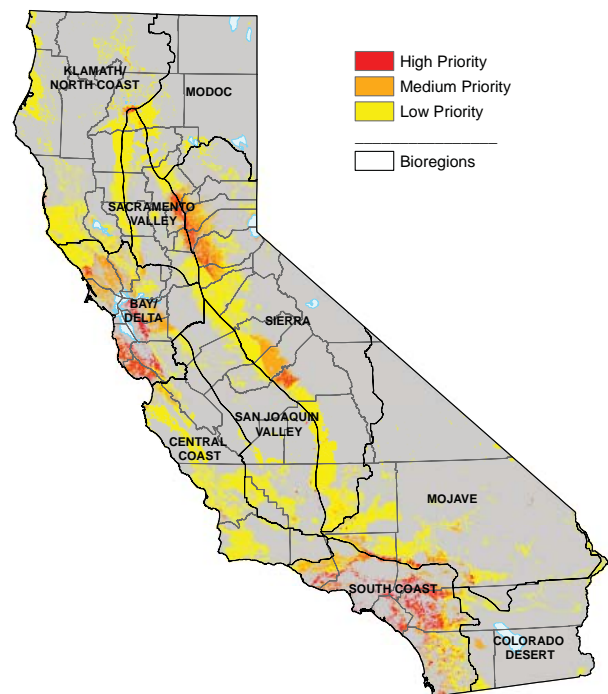 High Priority
Medium Priority
Low Priority
Bioregions
KLAMATH/
NORTH COAST
MODOC
SACRAMENTO
VALLEY
BAY/
DELTA
SIERRA
SAN JOAQUIN
VALLEY
CENTRAL
COAST
MOJAVE
SOUTH COAST
COLORADO
DESERT